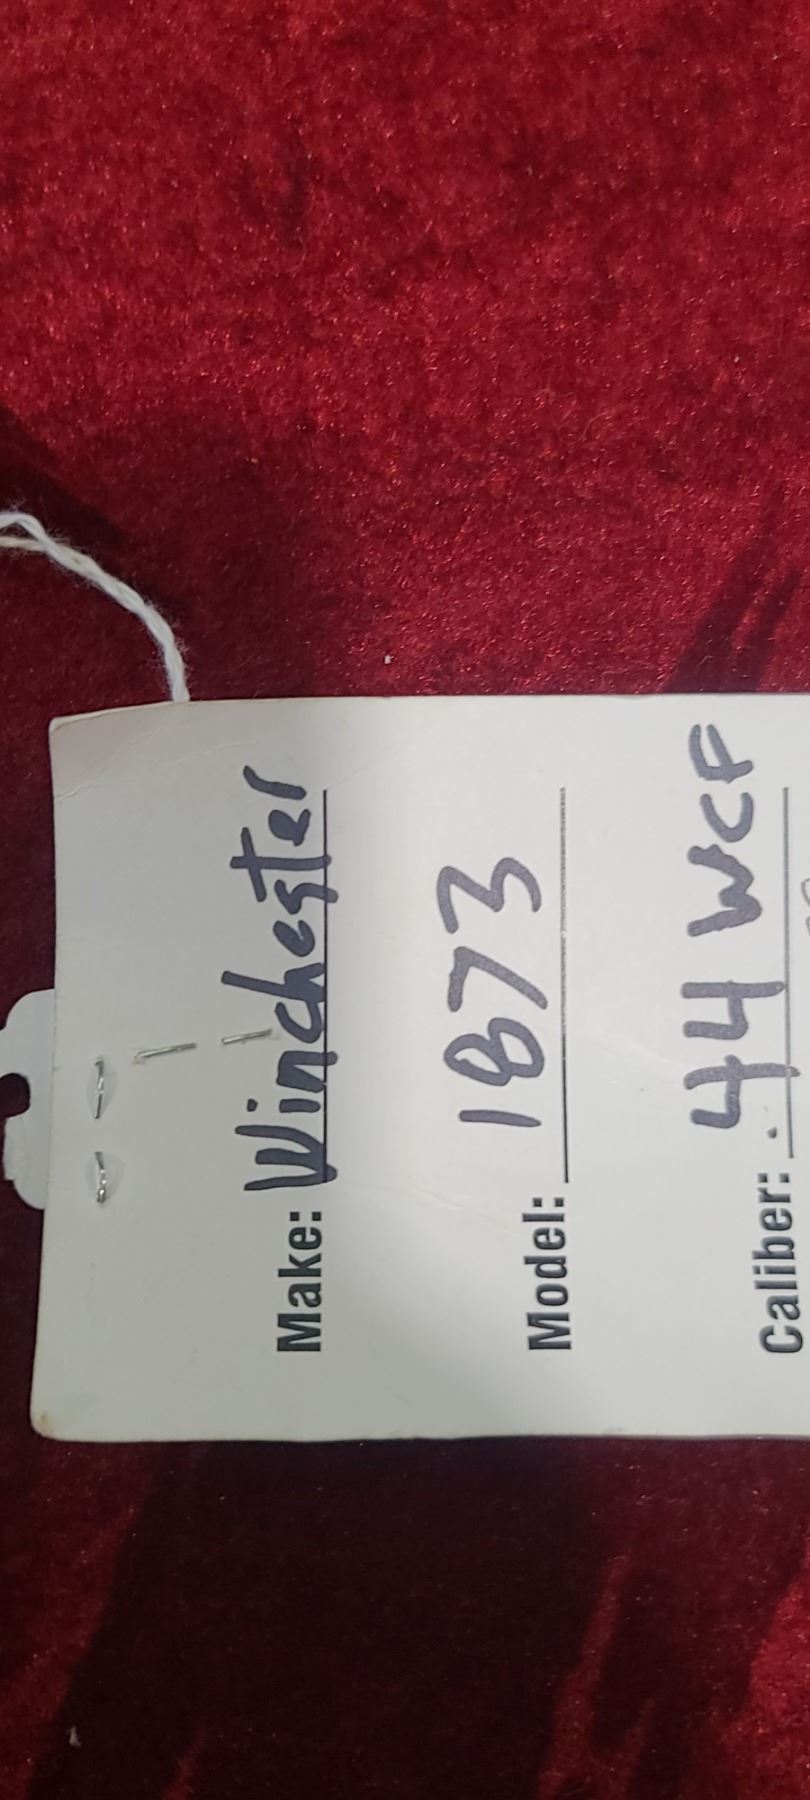 Make: Winchester
Model: 1873
Caliber: .44 WCF